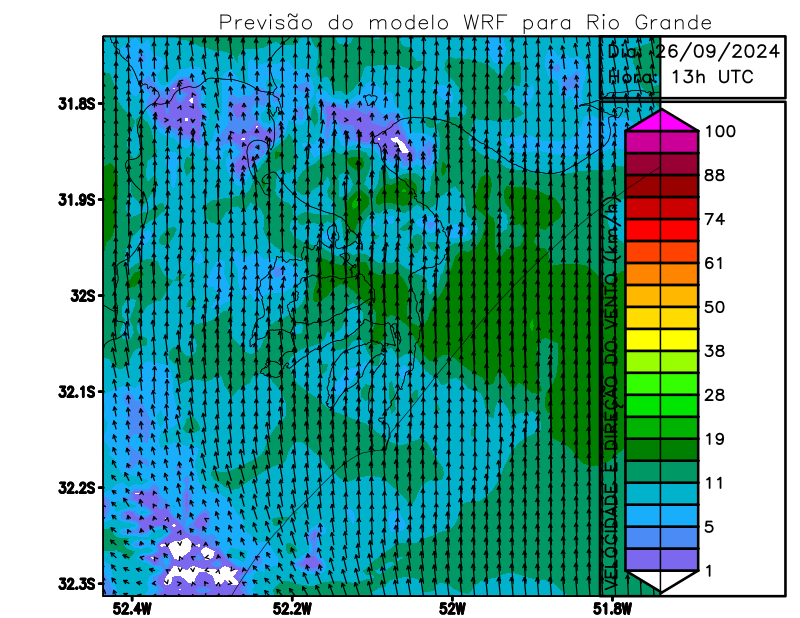 Previsão do modelo WRF para Rio Grande
Dia: 26/09/2024
Hora: 13h UTC
31.8S
31.9S
32S
32.1S
32.2S
32.3S
52.4W
52.2W
52W
51.8W
VELOCIDADE E DIREÇÃO DO VENTO (km/h)
100
88
74
61
50
38
28
19
11
5
1